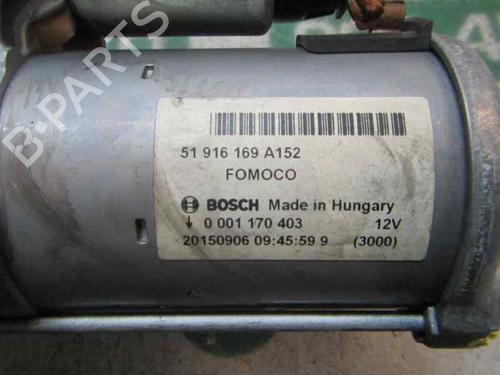 B-PARTS
51 916 169 A152
FOMOCO
BOSCH Made in Hungary
0 001 170 403 12V
20150906 09:45:59 9 (3000)